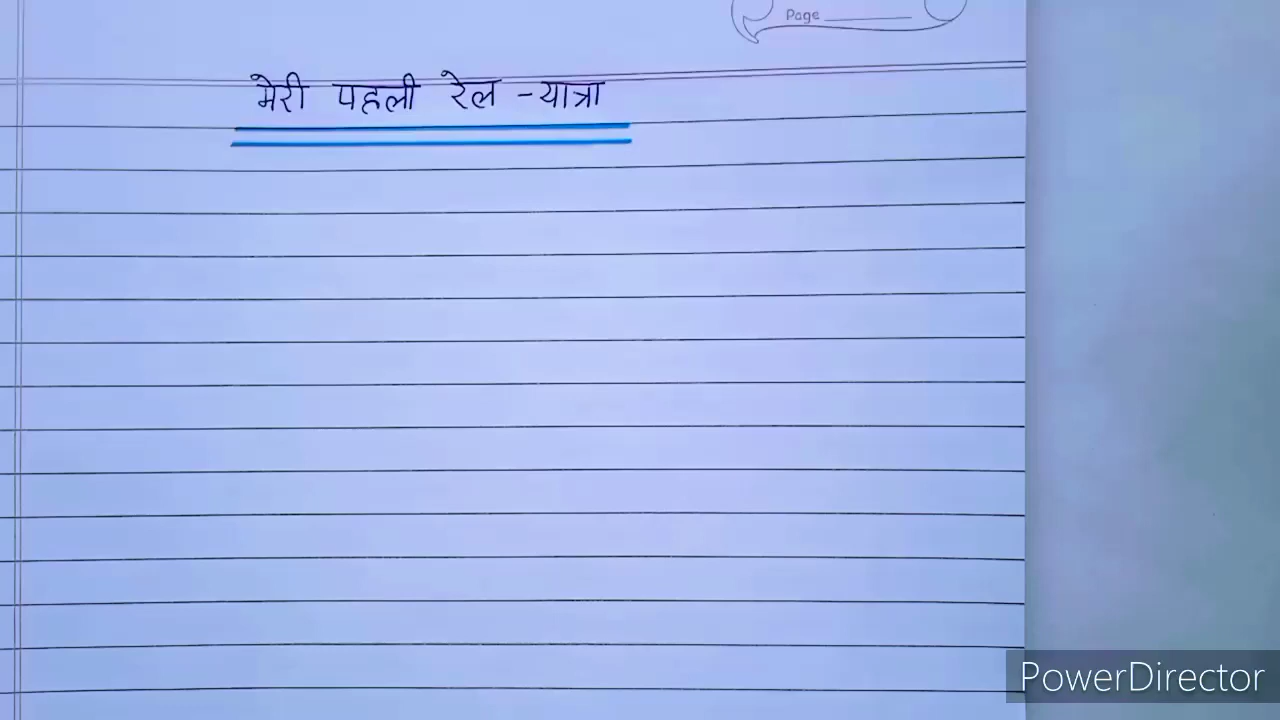 Page
मेरी पहली रेल - यात्रा
PowerDirector